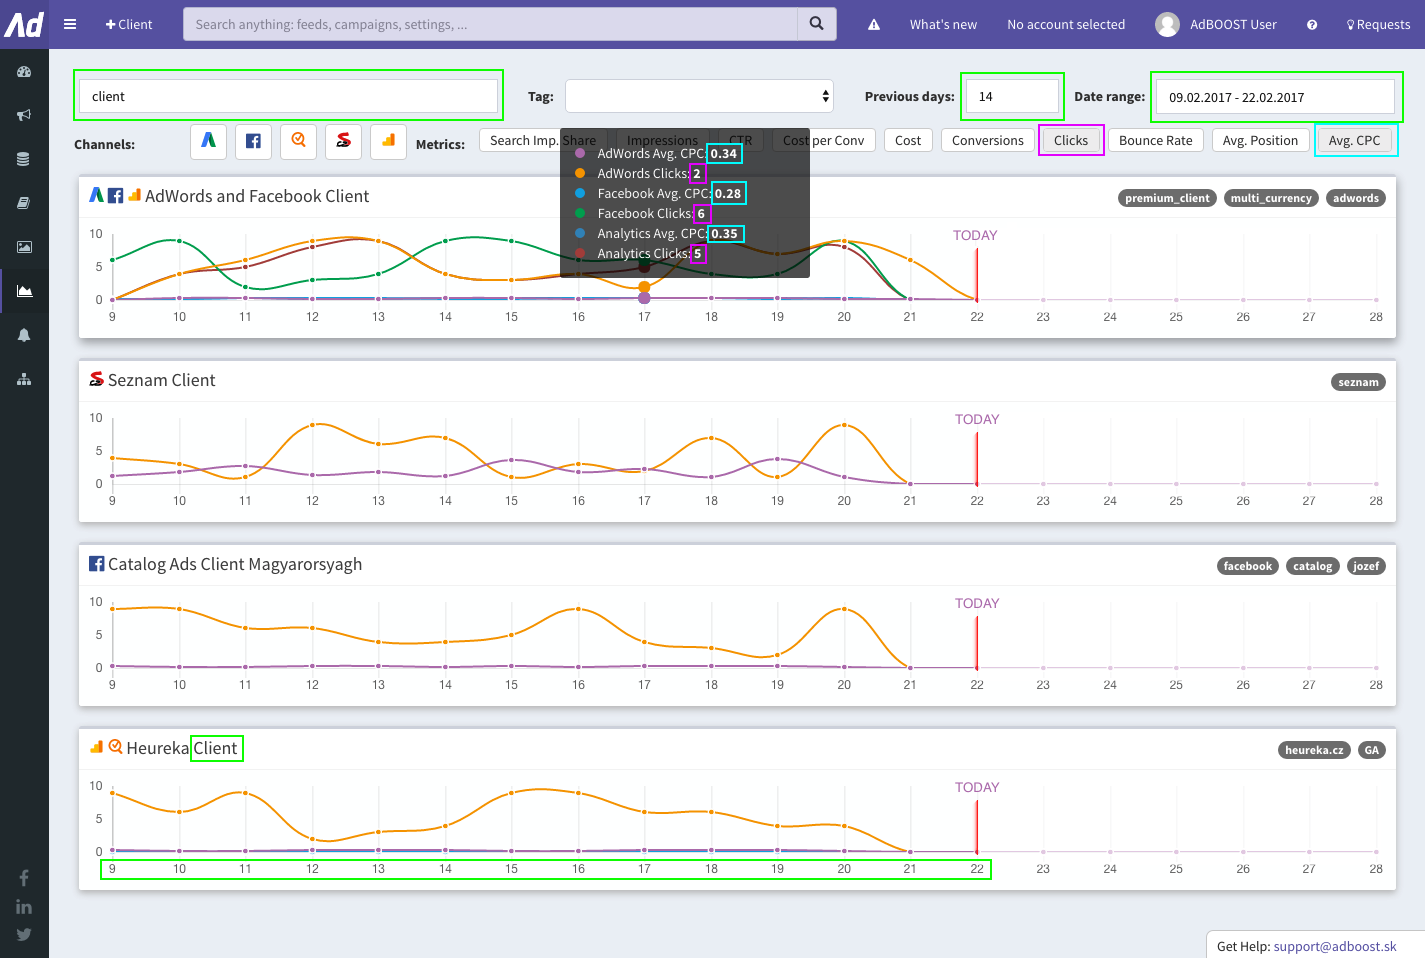 Ad
Client
Search anything: feeds, campaigns, settings, ...
What's new
No account selected
AdBOOST User
Requests
client
Tag:
Previous days:
14
Date range:
09.02.2017 - 22.02.2017
Channels:
Metrics:
Search Imp. Share
Impressions
CTR
Cost per Conv
Cost
Conversions
Clicks
Bounce Rate
Avg. Position
Avg. CPC
AdWords Avg. CPC: 0.34
AdWords Clicks: 2
Facebook Avg. CPC: 0.28
Facebook Clicks: 6
Analytics Avg. CPC: 0.35
Analytics Clicks: 5
AdWords and Facebook Client
premium_client
multi_currency
adwords
TODAY
10
5
0
9 10 11 12 13 14 15 16 17 18 19 20 21 22 23 24 25 26 27 28
Seznam Client
seznam
TODAY
10
5
0
9 10 11 12 13 14 15 16 17 18 19 20 21 22 23 24 25 26 27 28
Catalog Ads Client Magyarorsyagh
facebook
catalog
jozef
TODAY
10
5
0
9 10 11 12 13 14 15 16 17 18 19 20 21 22 23 24 25 26 27 28
Heureka Client
heureka.cz
GA
TODAY
10
5
0
9 10 11 12 13 14 15 16 17 18 19 20 21 22 23 24 25 26 27 28
Get Help: support@adboost.sk